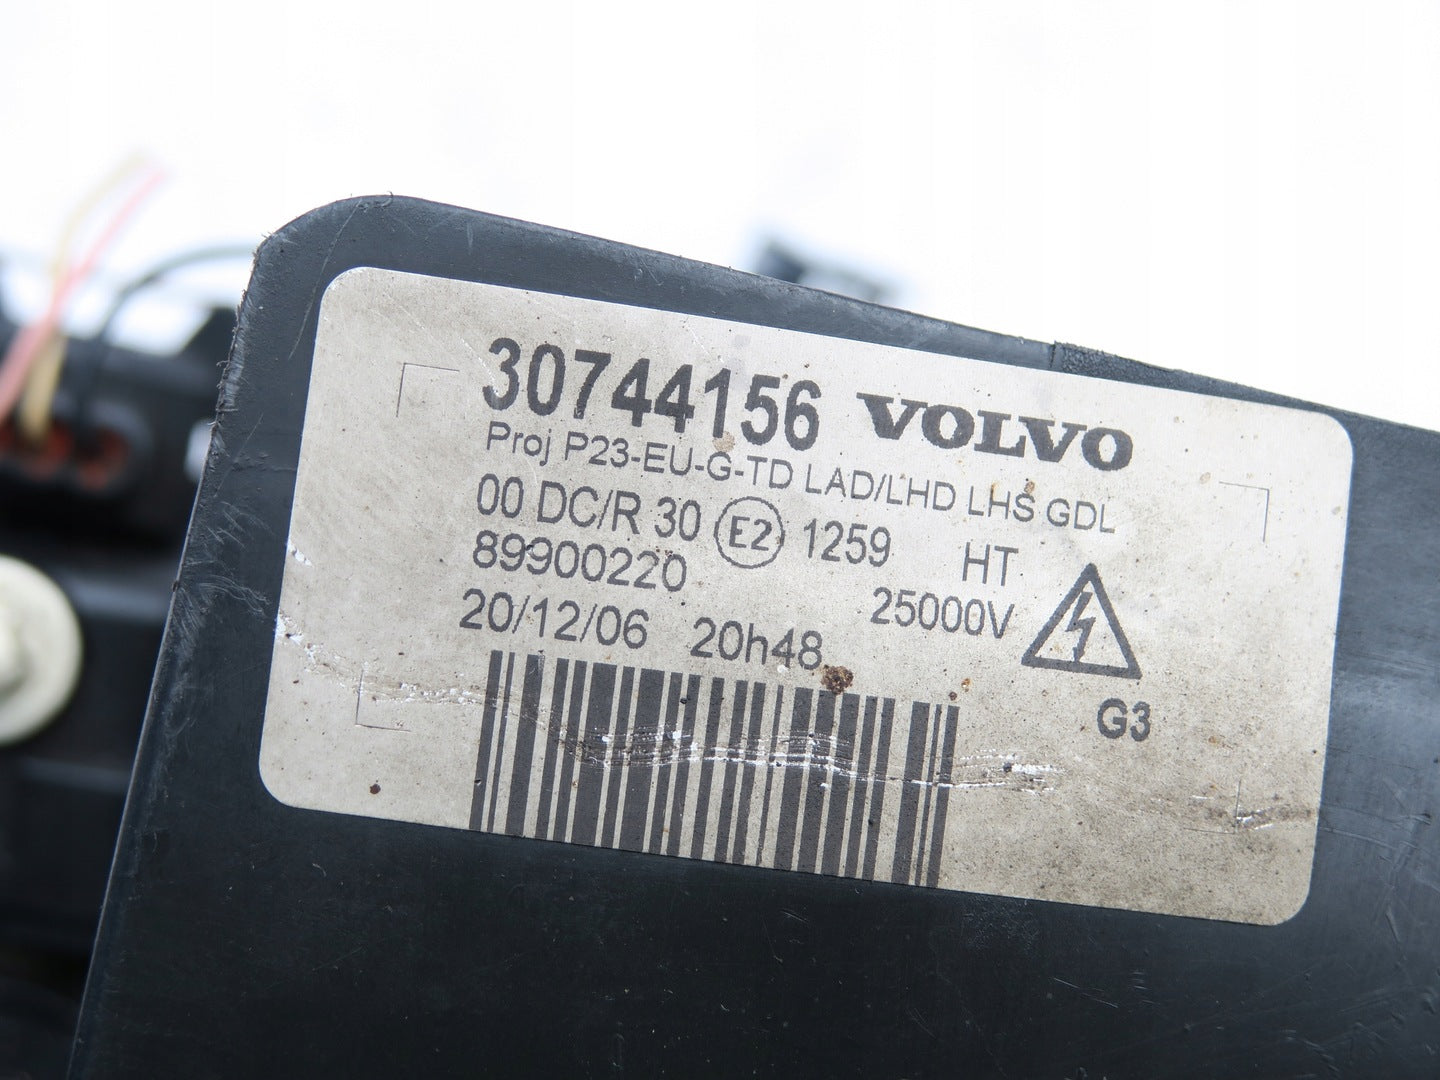 30744156 VOLVO
Proj P23-EU-G-TD LAD/LHD LHS GDL
00 DC/R 30 E2 1259 HT
89900220 25000V
20/12/06 20h48
G3